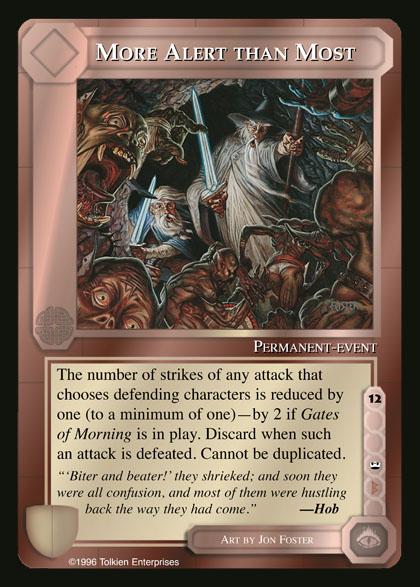 More Alert than Most
FOSTER
Permanent-event
The number of strikes of any attack that
chooses defending characters is reduced by
one (to a minimum of one)—by 2 if Gates
of Morning is in play. Discard when such
an attack is defeated. Cannot be duplicated.
“‘Biter and beater!’ they shrieked; and soon they
were all confusion, and most of them were hustling
back the way they had come.” —Hob
12
Art by Jon Foster
©1996 Tolkien Enterprises